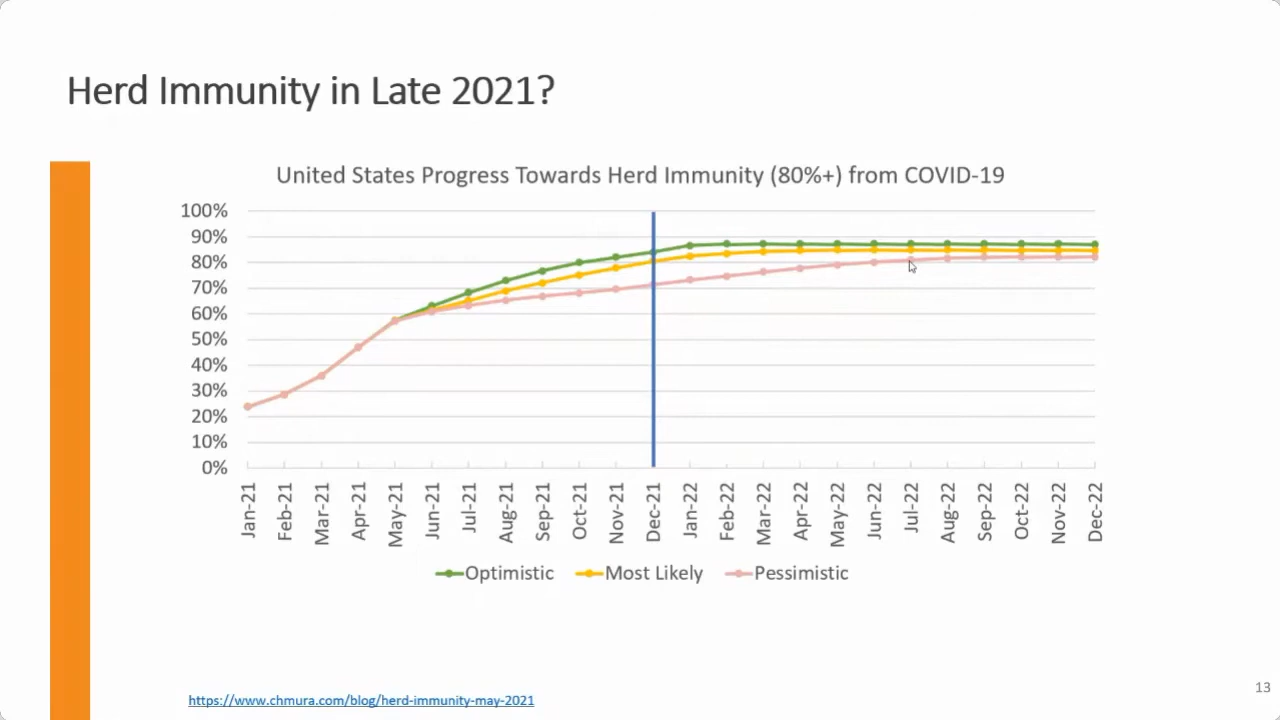 Herd Immunity in Late 2021?
United States Progress Towards Herd Immunity (80%+) from COVID-19
100%
90%
80%
70%
60%
50%
40%
30%
20%
10%
0%
Jan-21
Feb-21
Mar-21
Apr-21
May-21
Jun-21
Jul-21
Aug-21
Sep-21
Oct-21
Nov-21
Dec-21
Jan-22
Feb-22
Mar-22
Apr-22
May-22
Jun-22
Jul-22
Aug-22
Sep-22
Oct-22
Nov-22
Dec-22
Optimistic
Most Likely
Pessimistic
https://www.chmura.com/blog/herd-immunity-may-2021
13